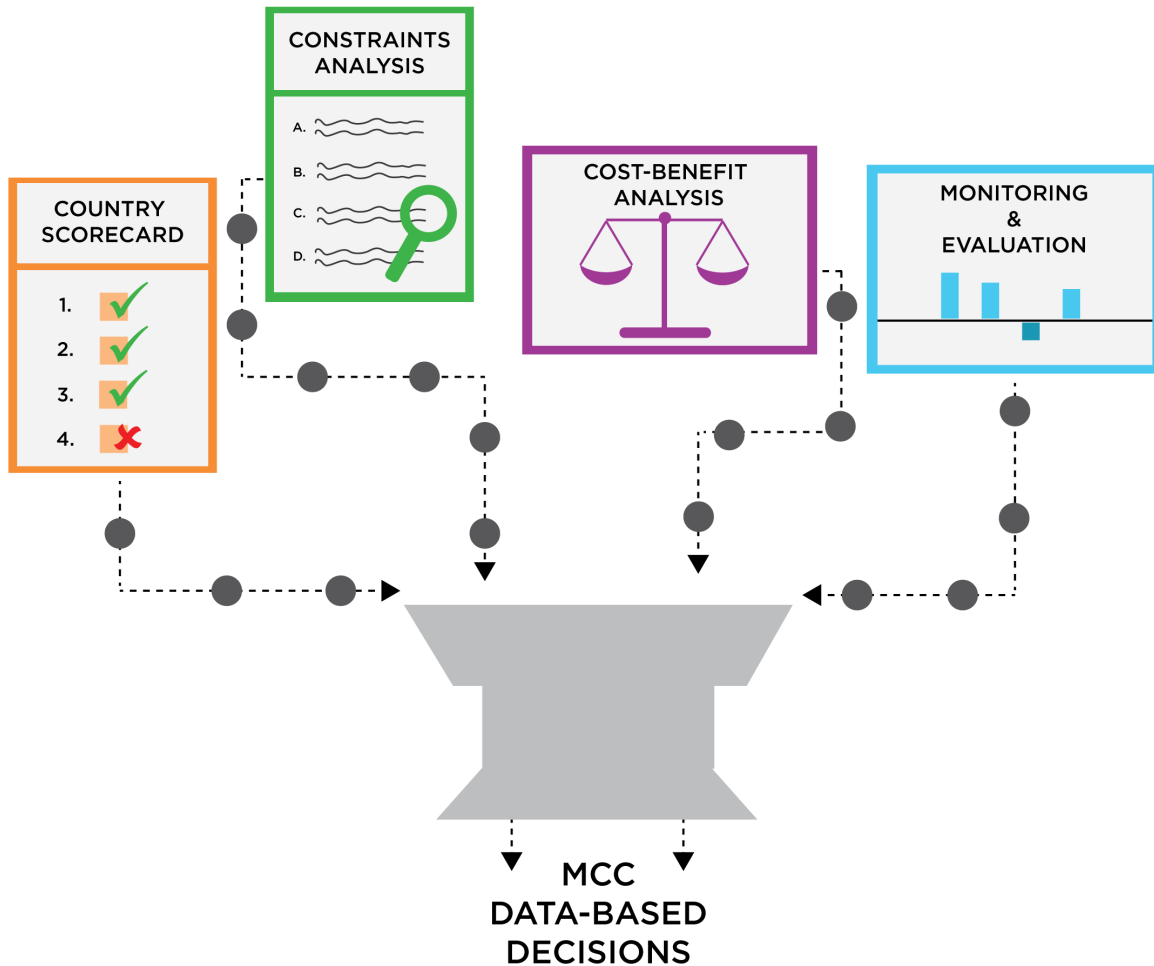 COUNTRY
SCORECARD
1.
2.
3.
4.
CONSTRAINTS
ANALYSIS
A.
B.
C.
D.
COST-BENEFIT
ANALYSIS
MONITORING
&
EVALUATION
MCC
DATA-BASED
DECISIONS